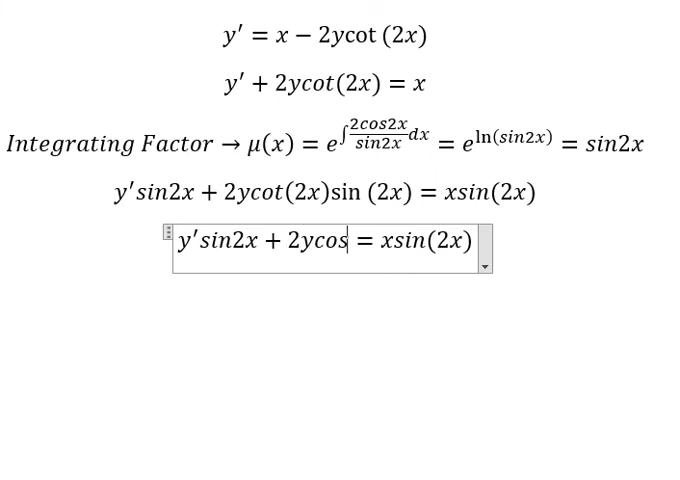 y′ = x − 2ycot (2x)
y′ + 2ycot(2x) = x
Integrating Factor → μ(x) = e^∫(2cos2x/sin2x)dx = e^ln(sin2x) = sin2x
y′sin2x + 2ycot(2x)sin (2x) = xsin(2x)
y′sin2x + 2ycos = xsin(2x)